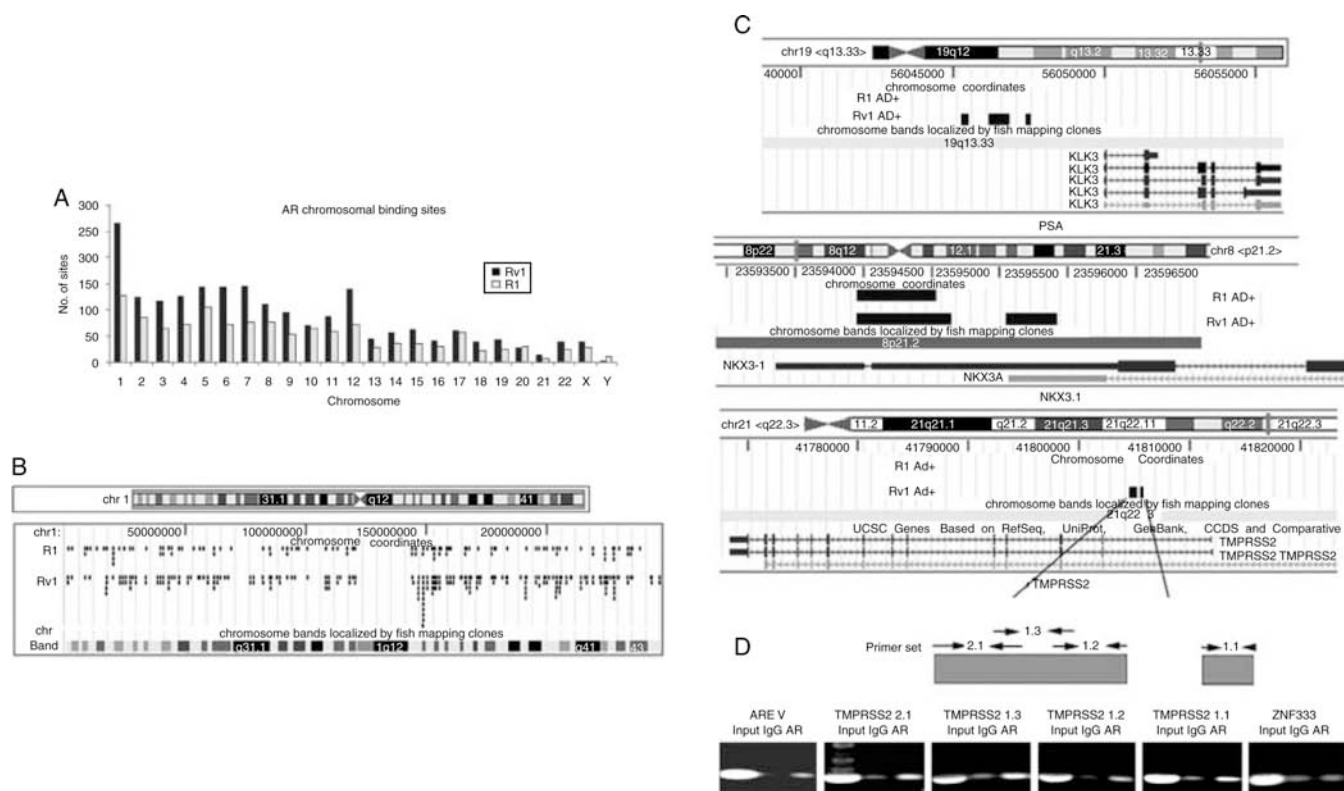 A
AR chromosomal binding sites
No. of sites
300
250
200
150
100
50
0
Rv1
R1
1 2 3 4 5 6 7 8 9 10 11 12 13 14 15 16 17 18 19 20 21 22 X Y
Chromosome
B
chr 1
31.1
q12
41
chr1:
50000000
100000000
150000000
200000000
chromosome coordinates
R1
Rv1
chr
chromosome bands localized by fish mapping clones
Band
q31.1
1q12
q41
43
C
chr19 <q13.33>
19q12
q13.2
13.32
13.33
40000
56045000
56050000
56055000
chromosome coordinates
R1 AD+
Rv1 AD+
chromosome bands localized by fish mapping clones
19q13.33
KLK3
KLK3
KLK3
KLK3
KLK3
PSA
8p22
8q12
12.1
21.3
chr8 <p21.2>
23593500
23594000
23594500
23595000
23595500
23596000
23596500
chromosome coordinates
R1 AD+
Rv1 AD+
chromosome bands localized by fish mapping clones
8p21.2
NKX3-1
NKX3A
NKX3.1
chr21 <q22.3>
11.2
21q21.1
q21.2
21q21.3
21q22.11
q22.2
21q22.3
41780000
41790000
41800000
41810000
41820000
Chromosome Coordinates
R1 Ad+
Rv1 Ad+
chromosome bands localized by fish mapping clones
21q22 3
UCSC Genes Based on RefSeq, UniProt, GenBank, CCDS and Comparative
TMPRSS2
TMPRSS2 TMPRSS2
TMPRSS2
D
Primer set
1.3
2.1
1.2
1.1
ARE V
Input IgG AR
TMPRSS2 2.1
Input IgG AR
TMPRSS2 1.3
Input IgG AR
TMPRSS2 1.2
Input IgG AR
TMPRSS2 1.1
Input IgG AR
ZNF333
Input IgG AR